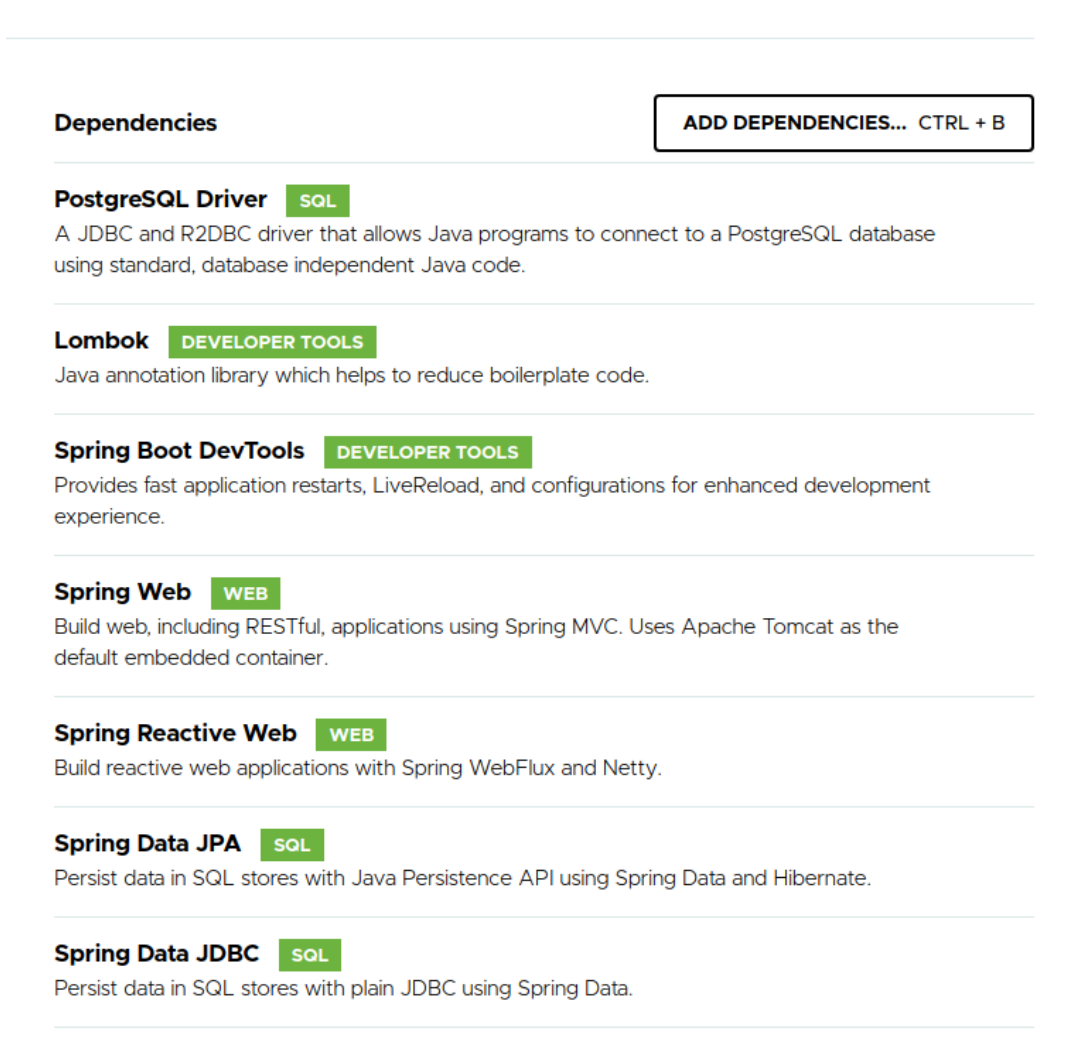 Dependencies
ADD DEPENDENCIES... CTRL + B
PostgreSQL Driver SQL
A JDBC and R2DBC driver that allows Java programs to connect to a PostgreSQL database
using standard, database independent Java code.
Lombok DEVELOPER TOOLS
Java annotation library which helps to reduce boilerplate code.
Spring Boot DevTools DEVELOPER TOOLS
Provides fast application restarts, LiveReload, and configurations for enhanced development
experience.
Spring Web WEB
Build web, including RESTful, applications using Spring MVC. Uses Apache Tomcat as the
default embedded container.
Spring Reactive Web WEB
Build reactive web applications with Spring WebFlux and Netty.
Spring Data JPA SQL
Persist data in SQL stores with Java Persistence API using Spring Data and Hibernate.
Spring Data JDBC SQL
Persist data in SQL stores with plain JDBC using Spring Data.